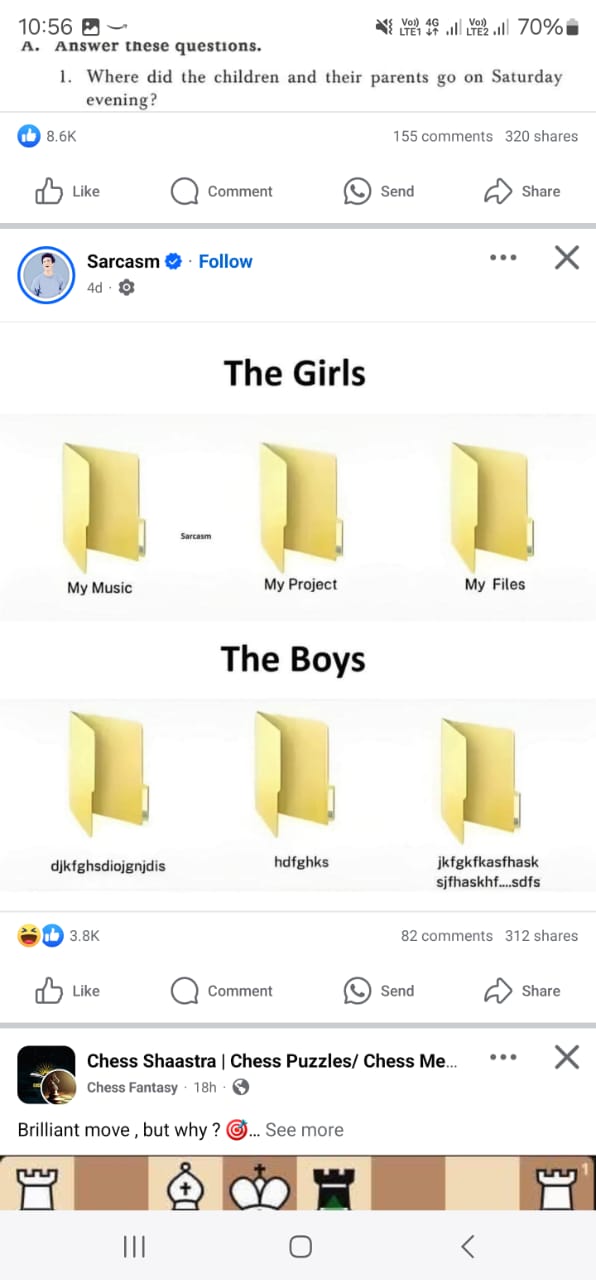 10:56 Vo)) LTE1 4G Vo)) LTE2 70%
A. Answer these questions.
1. Where did the children and their parents go on Saturday
evening?
8.6K 155 comments 320 shares
Like Comment Send Share
Sarcasm · Follow
4d ·
The Girls
Sarcasm
My Music My Project My Files
The Boys
djkfghsdiojgnjdis hdfghks jkfgkfkasfhask
sjfhaskhf....sdfs
3.8K 82 comments 312 shares
Like Comment Send Share
Chess Shaastra | Chess Puzzles/ Chess Me...
Chess Fantasy · 18h ·
Brilliant move , but why ? 🎯... See more
1